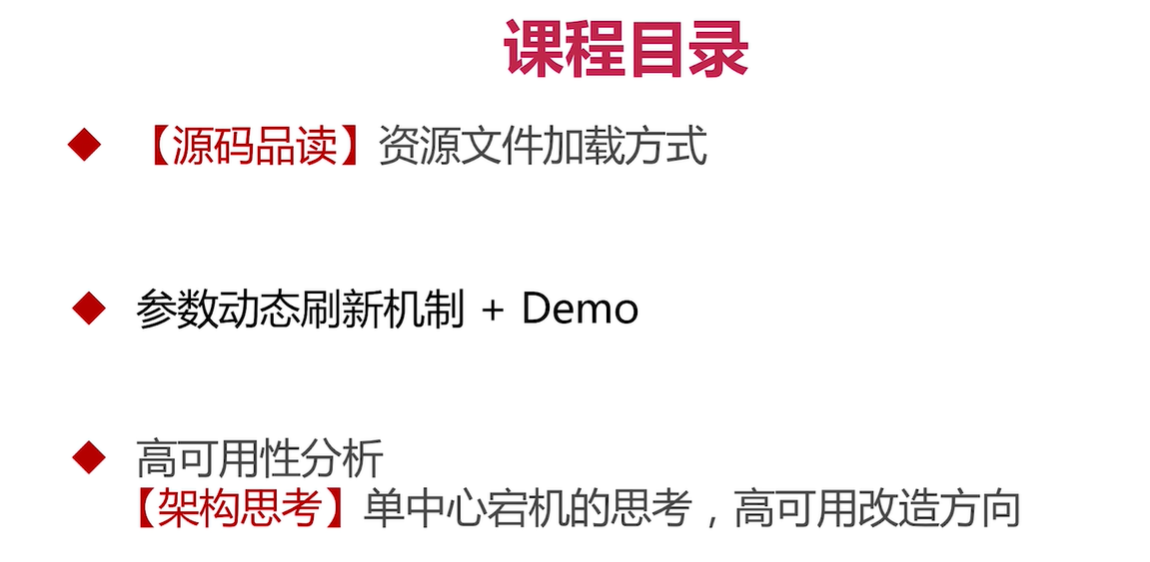 课程目录
【源码品读】资源文件加载方式
参数动态刷新机制 + Demo
高可用性分析
【架构思考】单中心宕机的思考，高可用改造方向